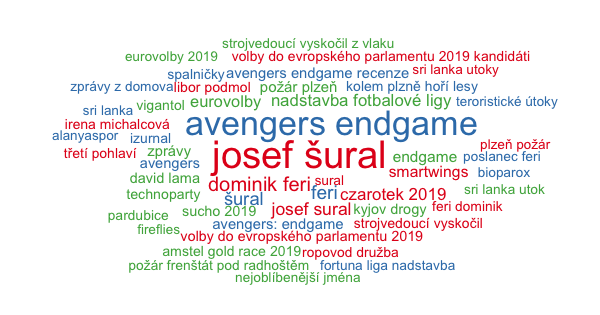 strojvedoucí vyskočil z vlaku
eurovolby 2019 volby do evropského parlamentu 2019 kandidáti
spalničky avengers endgame recenze sri lanka utoky
zprávy z domova libor podmol požár plzeň kolem plzně hoří lesy
sri lanka vigantol eurovolby nadstavba fotbalové ligy teroristické útoky
irena michalcová avengers endgame
alanyaspor izurnal
třetí pohlaví zprávy josef šural endgame plzeň požár
avengers smartwings poslanec feri
david lama dominik feri sural bioparox
technoparty šural feri czarotek 2019 sri lanka utok
pardubice sucho 2019 josef sural kyjov drogy feri dominik
fireflies avengers: endgame strojvedoucí vyskočil
volby do evropského parlamentu 2019
amstel gold race 2019 ropovod družba
požár frenštát pod radhoštěm fortuna liga nadstavba
nejoblíbenější jména